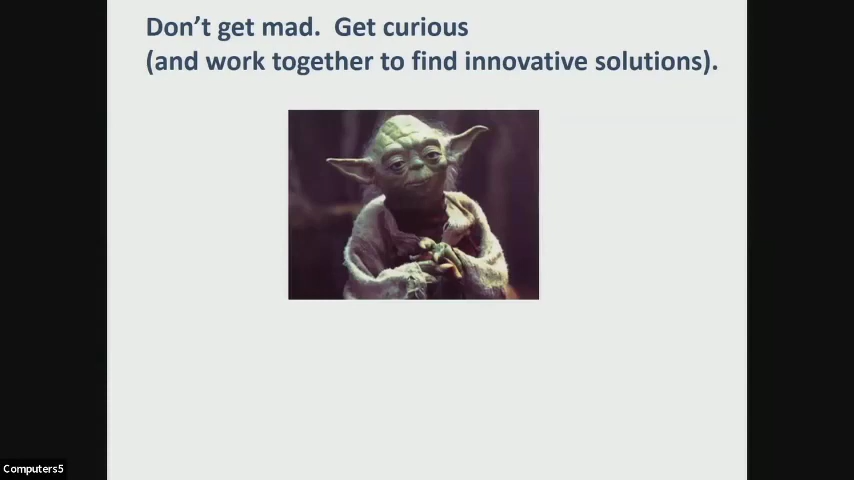 Don’t get mad.  Get curious
(and work together to find innovative solutions).
Computers5